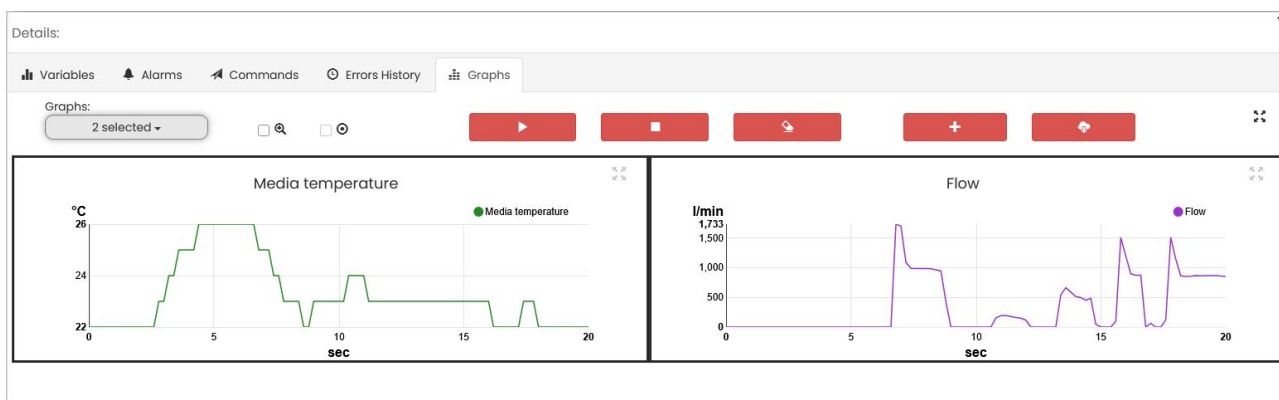 Details:
Variables
Alarms
Commands
Errors History
Graphs
Graphs:
2 selected
Media temperature
°C
Media temperature
26
24
22
0
5
10
15
20
sec
Flow
l/min
Flow
1,733
1,500
1,000
500
0
0
5
10
15
20
sec